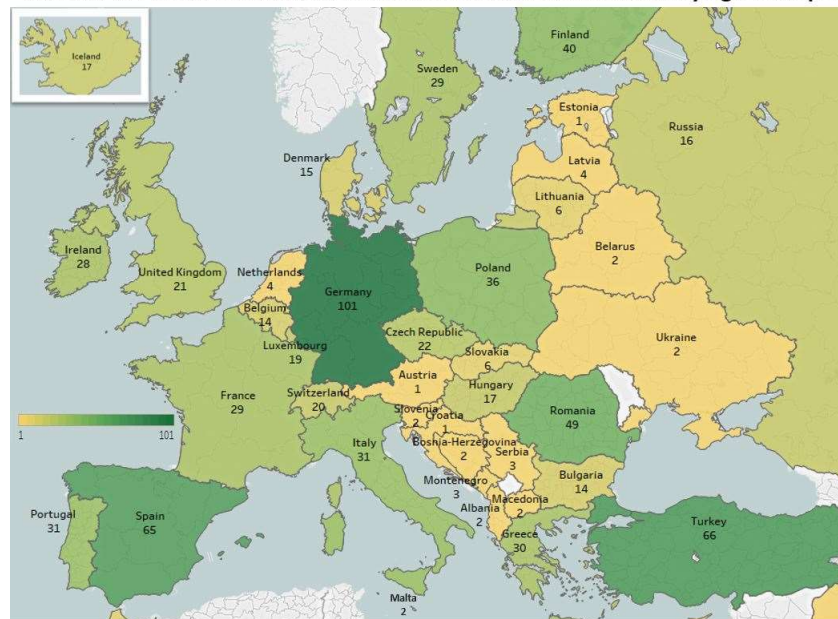 Iceland
17
Finland
40
Sweden
29
Estonia
1
Russia
16
Denmark
15
Latvia
4
Lithuania
6
Ireland
28
United Kingdom
21
Netherlands
4
Belarus
2
Germany
101
Poland
36
Belgium
14
Luxembourg
19
Czech Republic
22
Ukraine
2
Slovakia
6
Austria
1
Hungary
17
France
29
Switzerland
20
Slovenia
2
Croatia
1
Romania
49
1
101
Italy
31
Bosnia-Herzegovina
2
Serbia
3
Montenegro
3
Bulgaria
14
Macedonia
2
Albania
2
Portugal
31
Spain
65
Greece
30
Turkey
66
Malta
2